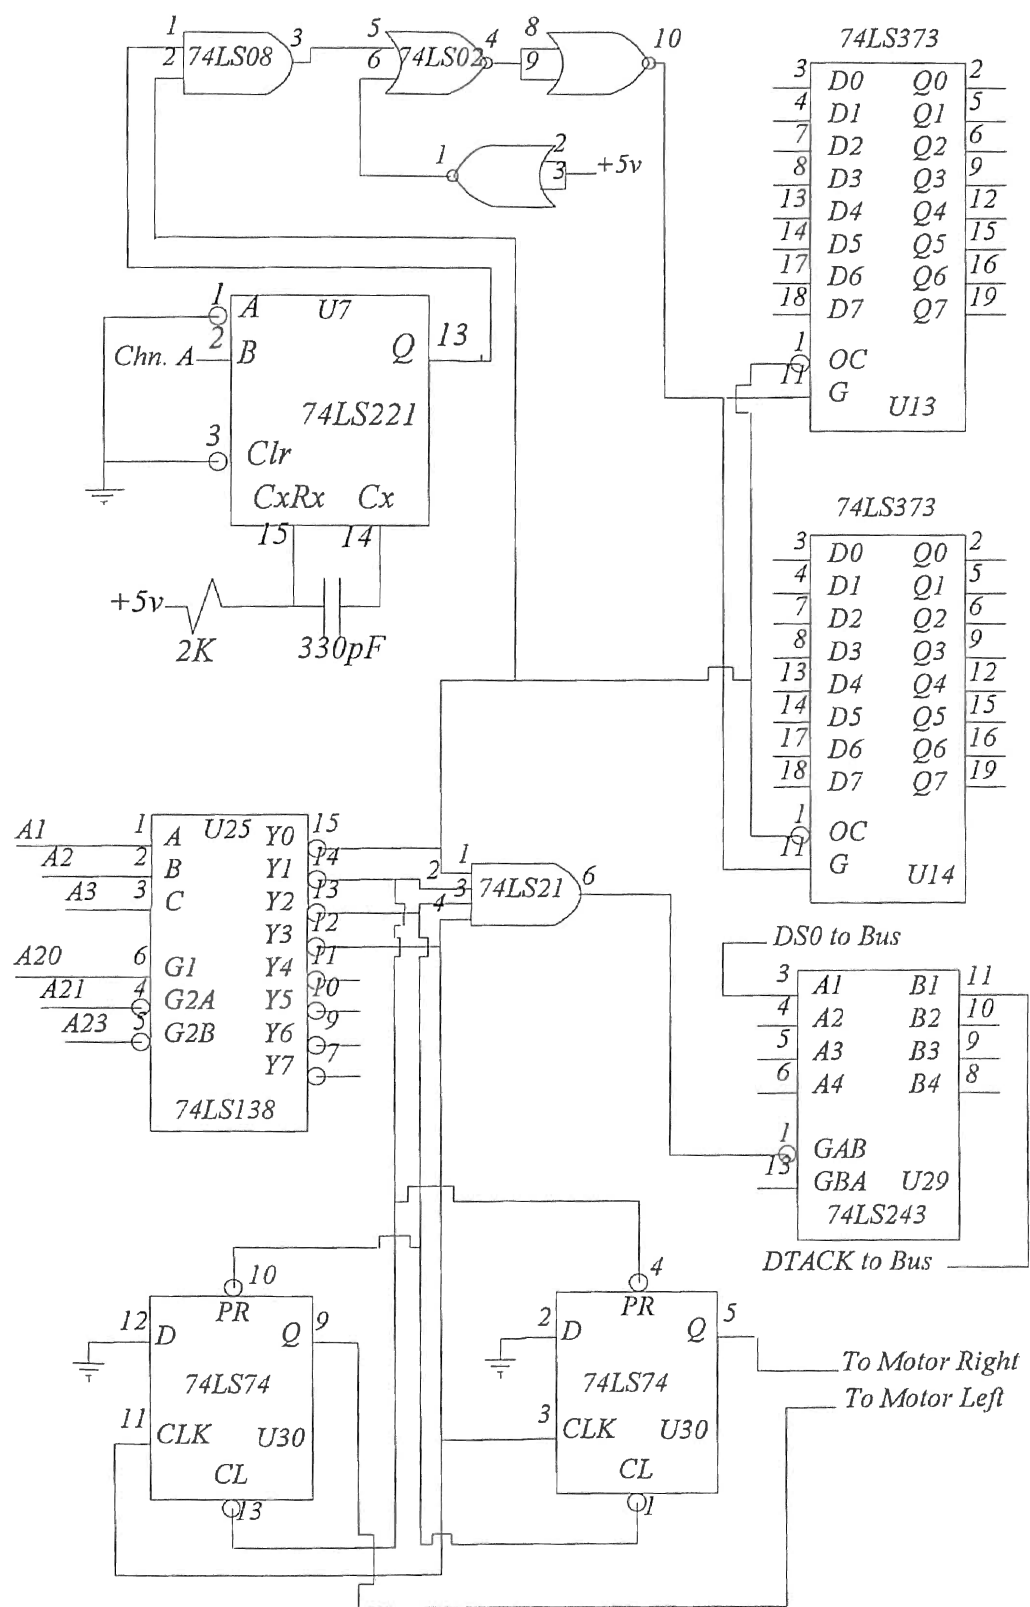 1
2
74LS08
3
5
6
74LS02
4
8
9
10
1
2
3
+5v
74LS373
3 D0 Q0 2
4 D1 Q1 5
7 D2 Q2 6
8 D3 Q3 9
13 D4 Q4 12
14 D5 Q5 15
17 D6 Q6 16
18 D7 Q7 19
1 OC
11 G
U13
1 A U7
Chn. A 2 B Q 13
74LS221
3 Clr
CxRx Cx
15 14
+5v
2K 330pF
74LS373
3 D0 Q0 2
4 D1 Q1 5
7 D2 Q2 6
8 D3 Q3 9
13 D4 Q4 12
14 D5 Q5 15
17 D6 Q6 16
18 D7 Q7 19
1 OC
11 G
U14
A1 1 A U25 Y0 15
A2 2 B Y1 14
A3 3 C Y2 13
Y3 12
A20 6 G1 Y4 11
A21 4 G2A Y5 10
A23 5 G2B Y6 9
Y7 7
74LS138
1
2
3
4
74LS21
6
DS0 to Bus
3 A1 B1 11
4 A2 B2 10
5 A3 B3 9
6 A4 B4 8
1 GAB
13 GBA U29
74LS243
DTACK to Bus
10
PR
12 D Q 9
74LS74
11 CLK U30
CL
13
4
PR
2 D Q 5
74LS74
3 CLK U30
CL
1
To Motor Right
To Motor Left